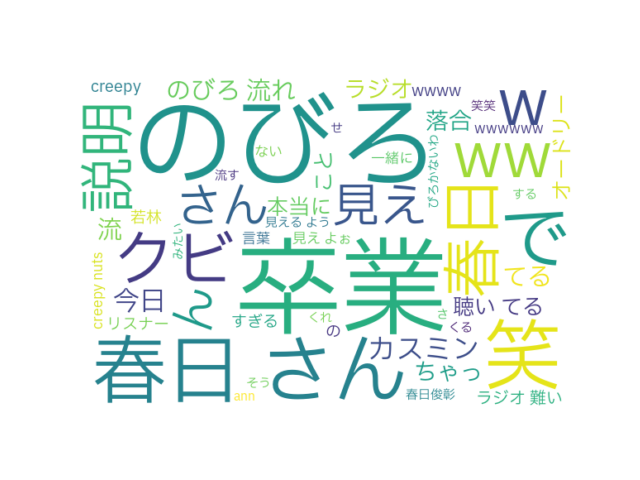 creepy
のびろ 流れ
ラジオ
wwww
笑笑
w
オードリー
説明
のびろ
せ
落合
wwwwww
ない
でこ
一緒に
ww
ぴろかないわ
流す
さん
本当に
見え
春日
で
する
流
若林
みたい
見える よう
言葉
見え よぉ
クビ
卒業
てる
creepy nuts
今日
ん
聴い てる
リスナー
すぎる
くれ
の
さ
くる
春日 さん
カスミン
笑
ちゃっ
そう
ann
春日俊彰
ラジオ 難い